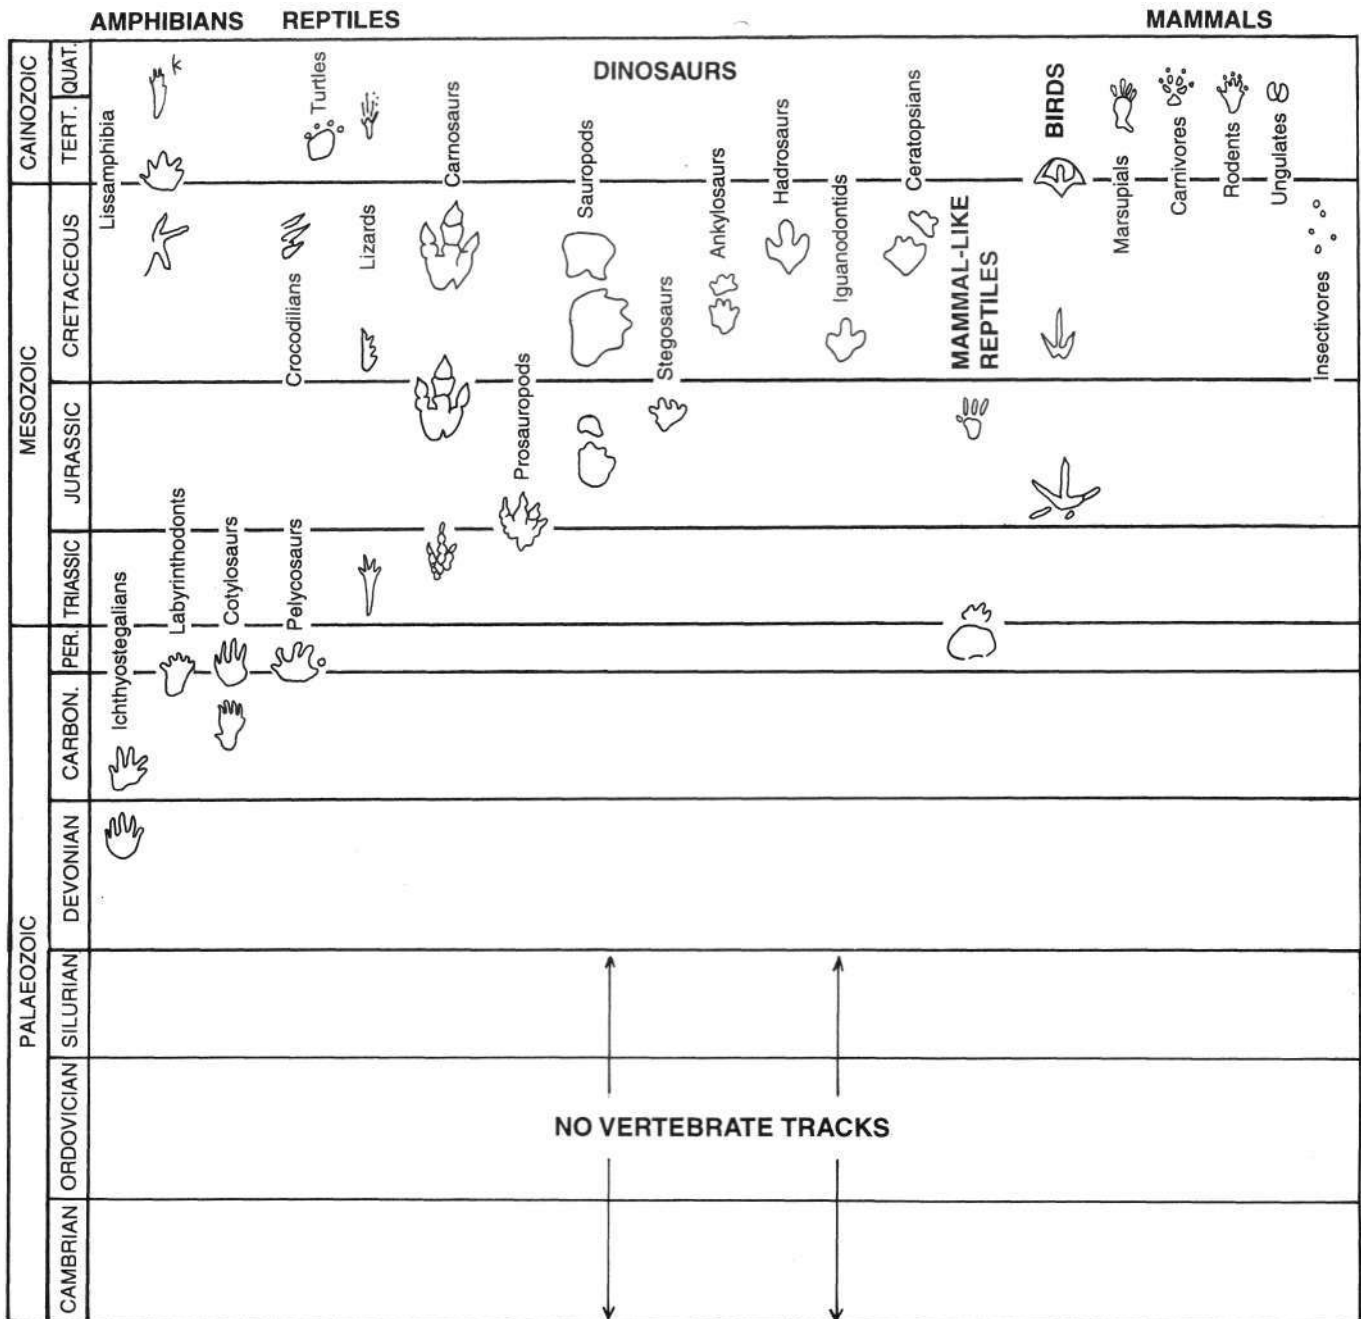 AMPHIBIANS REPTILES MAMMALS
DINOSAURS
BIRDS
MAMMAL-LIKE
REPTILES
CAINOZOIC
QUAT.
TERT.
MESOZOIC
CRETACEOUS
JURASSIC
TRIASSIC
PALAEOZOIC
PER.
CARBON.
DEVONIAN
SILURIAN
ORDOVICIAN
CAMBRIAN
Lissamphibia
k
Turtles
Crocodilians
Lizards
Carnosaurs
Prosauropods
Sauropods
Stegosaurs
Ankylosaurs
Hadrosaurs
Iguanodontids
Ceratopsians
Marsupials
Carnivores
Rodents
Ungulates
Insectivores
Ichthyostegalians
Labyrinthodonts
Cotylosaurs
Pelycosaurs
NO VERTEBRATE TRACKS